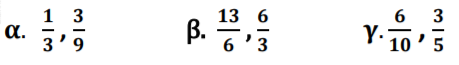 α. 1/3 , 3/9 β. 13/6 , 6/3 γ. 6/10 , 3/5